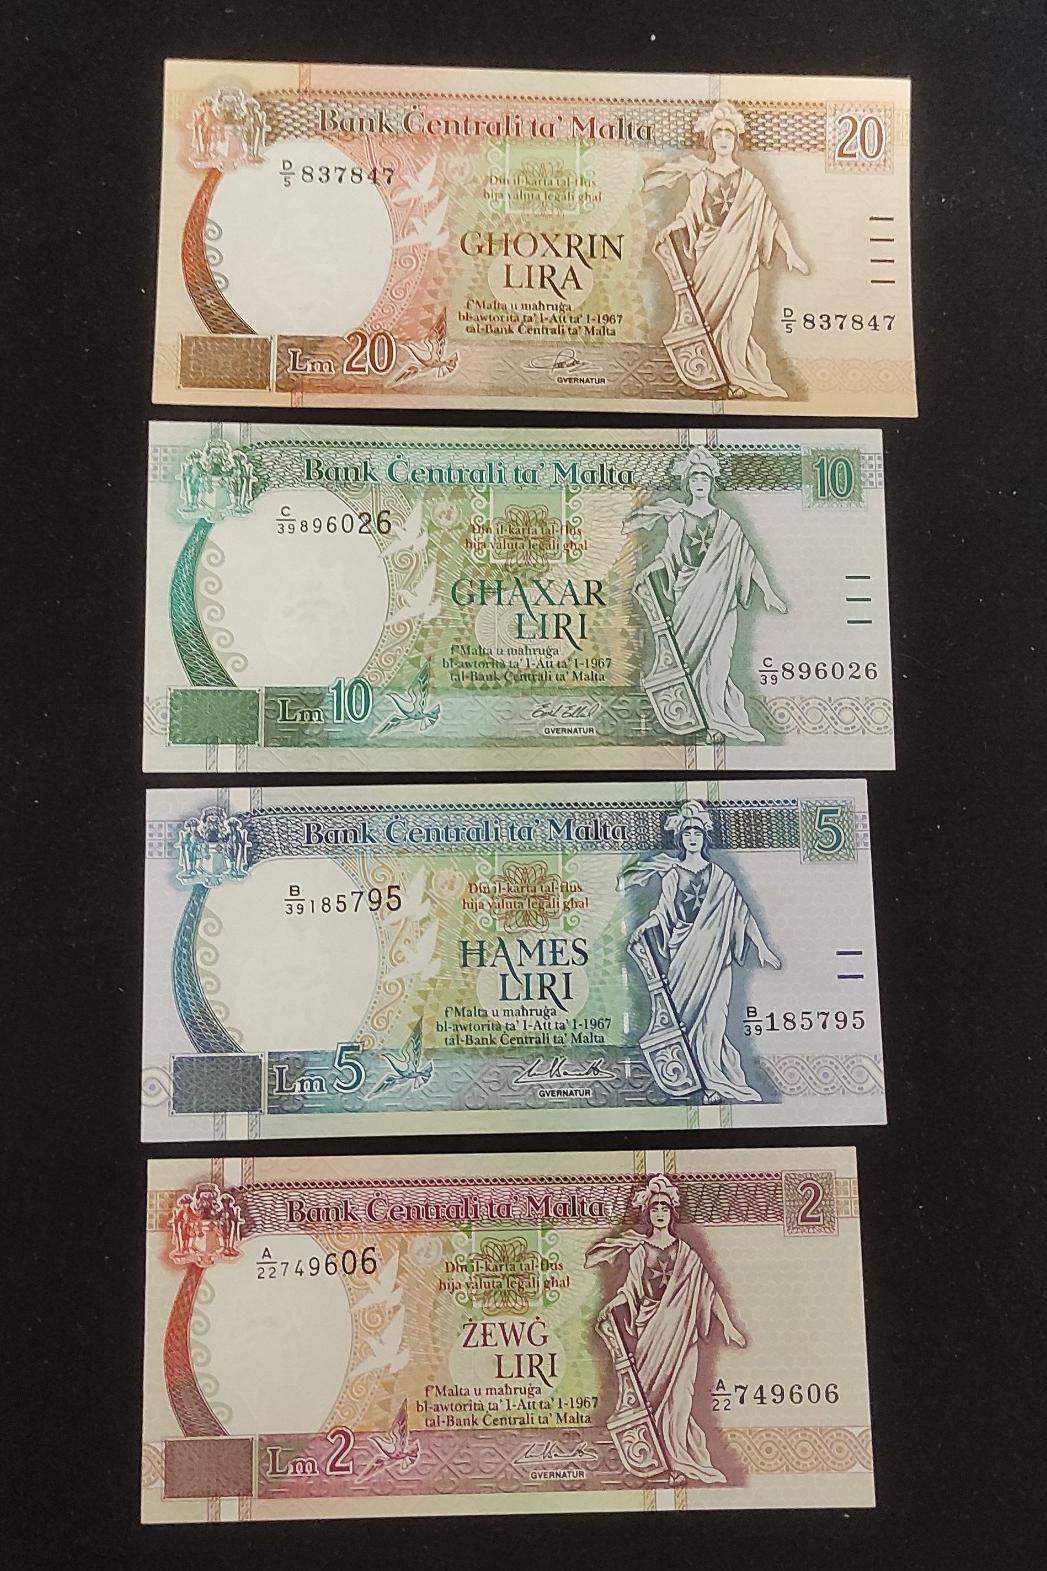 Bank Ċentrali ta' Malta
20
D/5 837847
Din il-karta tal-flus
hija valuta legali għal
GĦOXRIN
LIRA
f'Malta u maħruġa
bl-awtorità ta' l-Att ta' l-1967
tal-Bank Ċentrali ta' Malta
D/5 837847
Lm 20
GVERNATUR
Bank Ċentrali ta' Malta
10
C/39 896026
Din il-karta tal-flus
hija valuta legali għal
GĦAXAR
LIRI
f'Malta u maħruġa
bl-awtorità ta' l-Att ta' l-1967
tal-Bank Ċentrali ta' Malta
C/39 896026
Lm 10
GVERNATUR
Bank Ċentrali ta' Malta
5
B/39 185795
Din il-karta tal-flus
hija valuta legali għal
ĦAMES
LIRI
f'Malta u maħruġa
bl-awtorità ta' l-Att ta' l-1967
tal-Bank Ċentrali ta' Malta
B/39 185795
Lm 5
GVERNATUR
Bank Ċentrali ta' Malta
2
A/22 749606
Din il-karta tal-flus
hija valuta legali għal
ŻEWĠ
LIRI
f'Malta u maħruġa
bl-awtorità ta' l-Att ta' l-1967
tal-Bank Ċentrali ta' Malta
A/22 749606
Lm 2
GVERNATUR